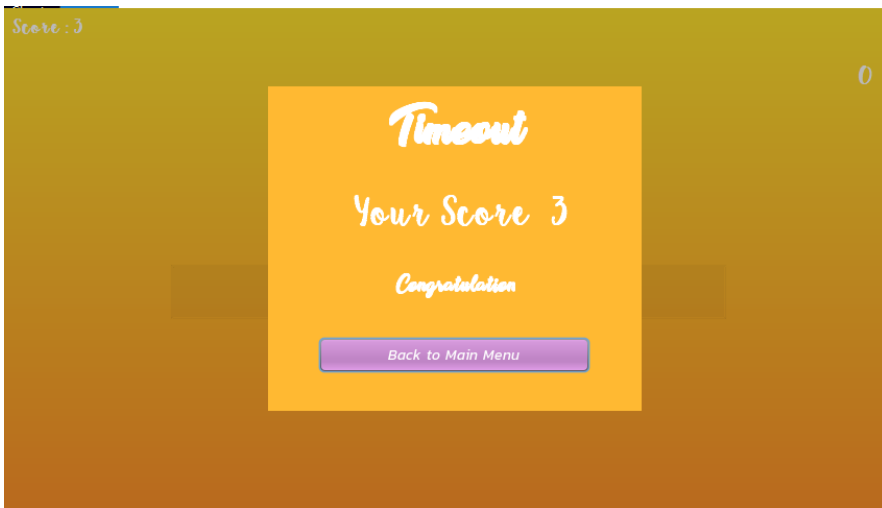 Score : 3
0
Timeout
Your Score 3
Congratulation
Back to Main Menu